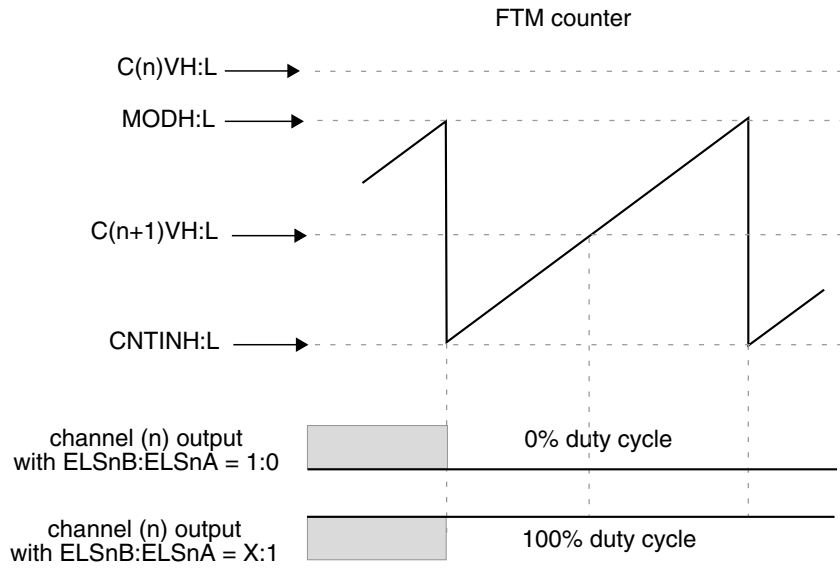 FTM counter
C(n)VH:L
MODH:L
C(n+1)VH:L
CNTINH:L
channel (n) output
with ELSnB:ELSnA = 1:0
0% duty cycle
channel (n) output
with ELSnB:ELSnA = X:1
100% duty cycle